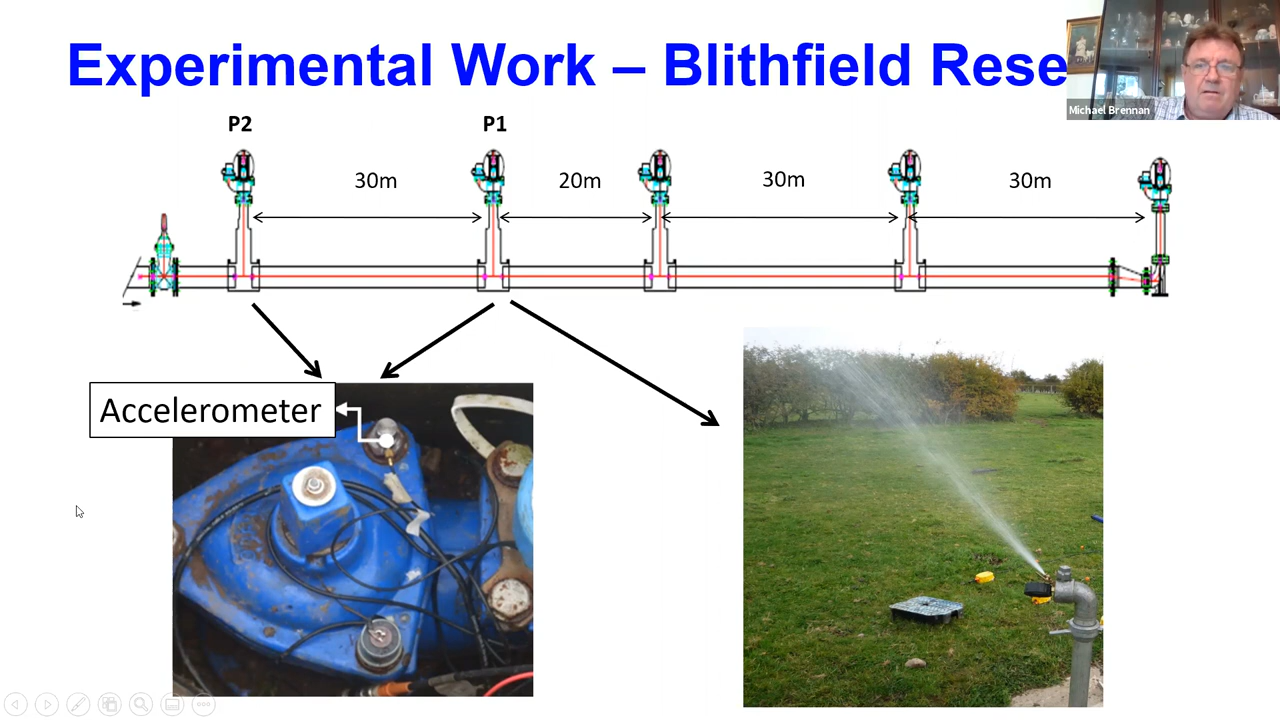 Experimental Work – Blithfield Rese
Michael Brennan
P2
P1
30m
20m
30m
30m
Accelerometer